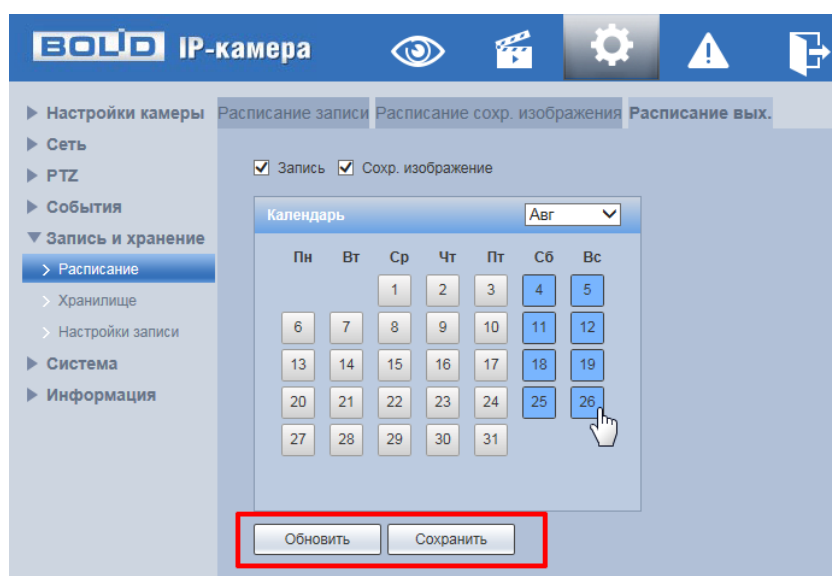 BOLID IP-камера
Настройки камеры
Сеть
PTZ
События
Запись и хранение
Расписание
Хранилище
Настройки записи
Система
Информация
Расписание записи Расписание сохр. изображения Расписание вых.
Запись Сохр. изображение
Календарь Авг
Пн Вт Ср Чт Пт Сб Вс
1 2 3 4 5
6 7 8 9 10 11 12
13 14 15 16 17 18 19
20 21 22 23 24 25 26
27 28 29 30 31
Обновить Сохранить